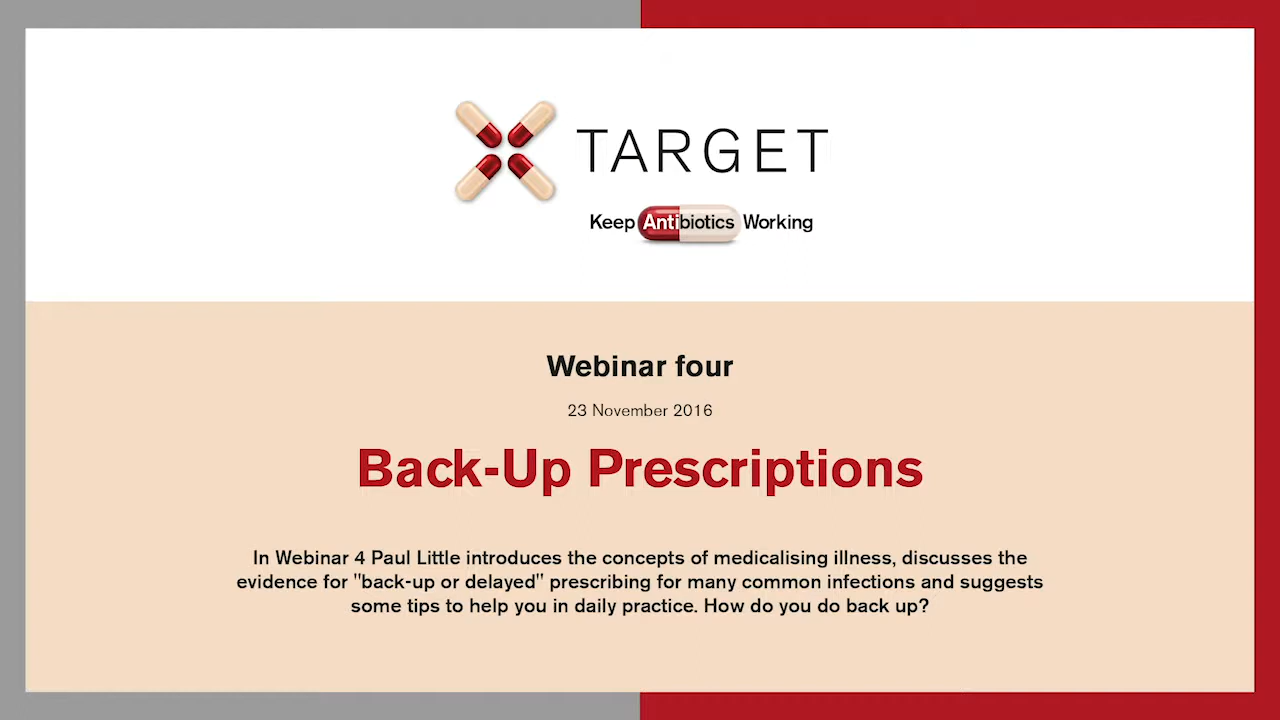 TARGET
Keep Antibiotics Working
Webinar four
23 November 2016
Back-Up Prescriptions
In Webinar 4 Paul Little introduces the concepts of medicalising illness, discusses the
evidence for "back-up or delayed" prescribing for many common infections and suggests
some tips to help you in daily practice. How do you do back up?